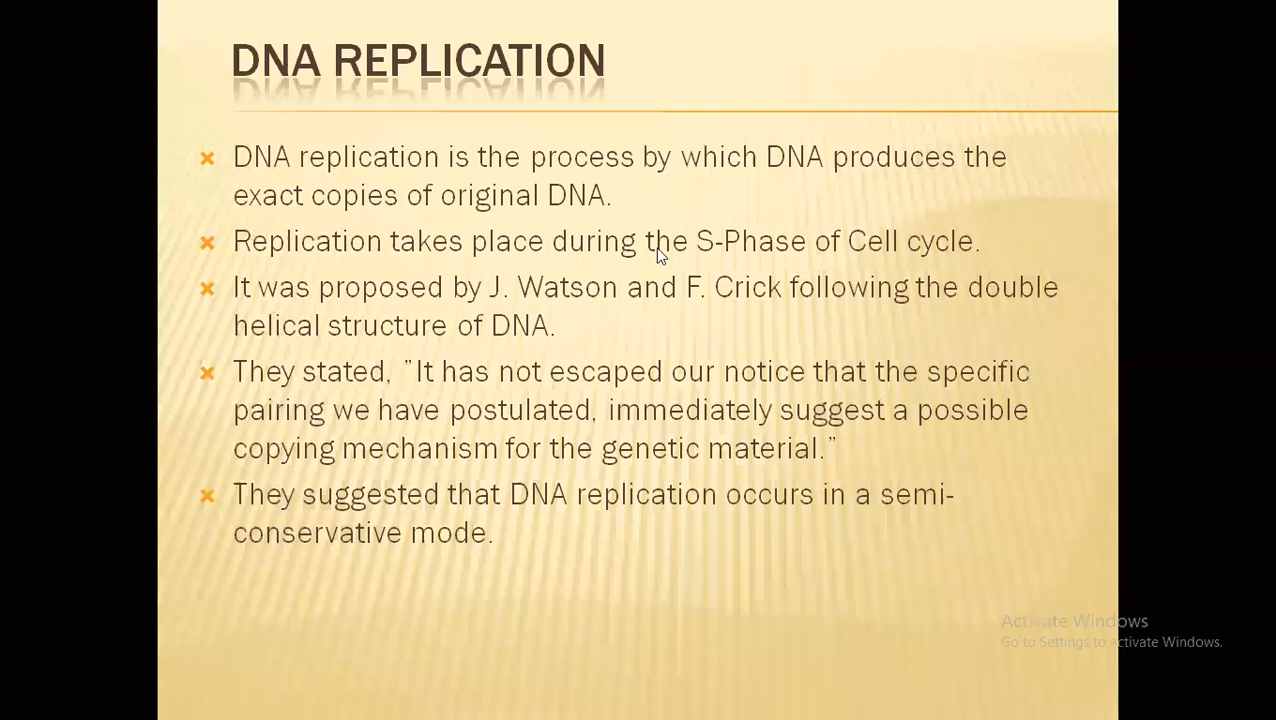 DNA REPLICATION
DNA replication is the process by which DNA produces the
exact copies of original DNA.
Replication takes place during the S-Phase of Cell cycle.
It was proposed by J. Watson and F. Crick following the double
helical structure of DNA.
They stated, ”It has not escaped our notice that the specific
pairing we have postulated, immediately suggest a possible
copying mechanism for the genetic material.”
They suggested that DNA replication occurs in a semi-
conservative mode.
Activate Windows
Go to Settings to activate Windows.